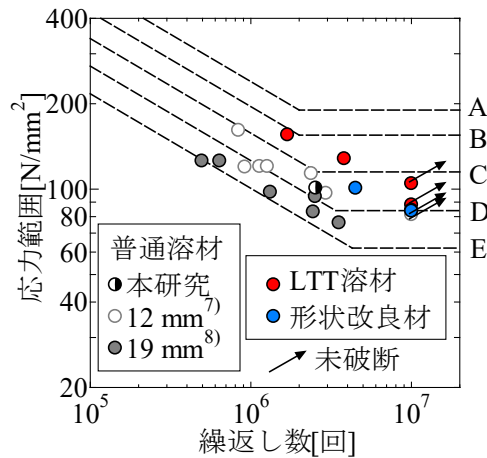 応力範囲[N/mm²]
400
200
100
80
60
40
20
A
B
C
D
E
普通溶材
本研究
12 mm⁷⁾
19 mm⁸⁾
LTT溶材
形状改良材
未破断
10⁵
10⁶
10⁷
繰返し数[回]